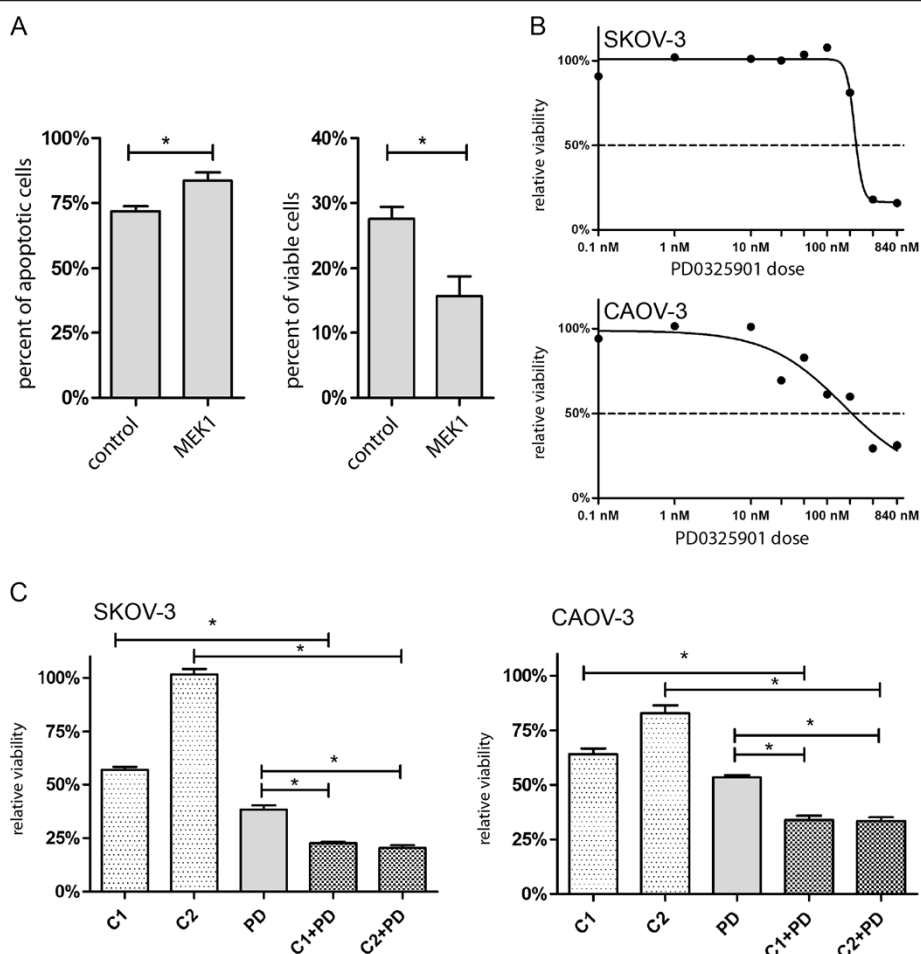 A
percent of apoptotic cells
100%
75%
50%
25%
0%
*
control
MEK1
percent of viable cells
40%
30%
20%
10%
0%
*
control
MEK1
B
SKOV-3
relative viability
100%
50%
0%
0.1 nM 1 nM 10 nM 100 nM 840 nM
PD0325901 dose
CAOV-3
relative viability
100%
50%
0%
0.1 nM 1 nM 10 nM 100 nM 840 nM
PD0325901 dose
C
SKOV-3
*
*
*
*
relative viability
100%
75%
50%
25%
0%
C1
C2
PD
C1+PD
C2+PD
CAOV-3
*
*
*
*
relative viability
100%
75%
50%
25%
0%
C1
C2
PD
C1+PD
C2+PD